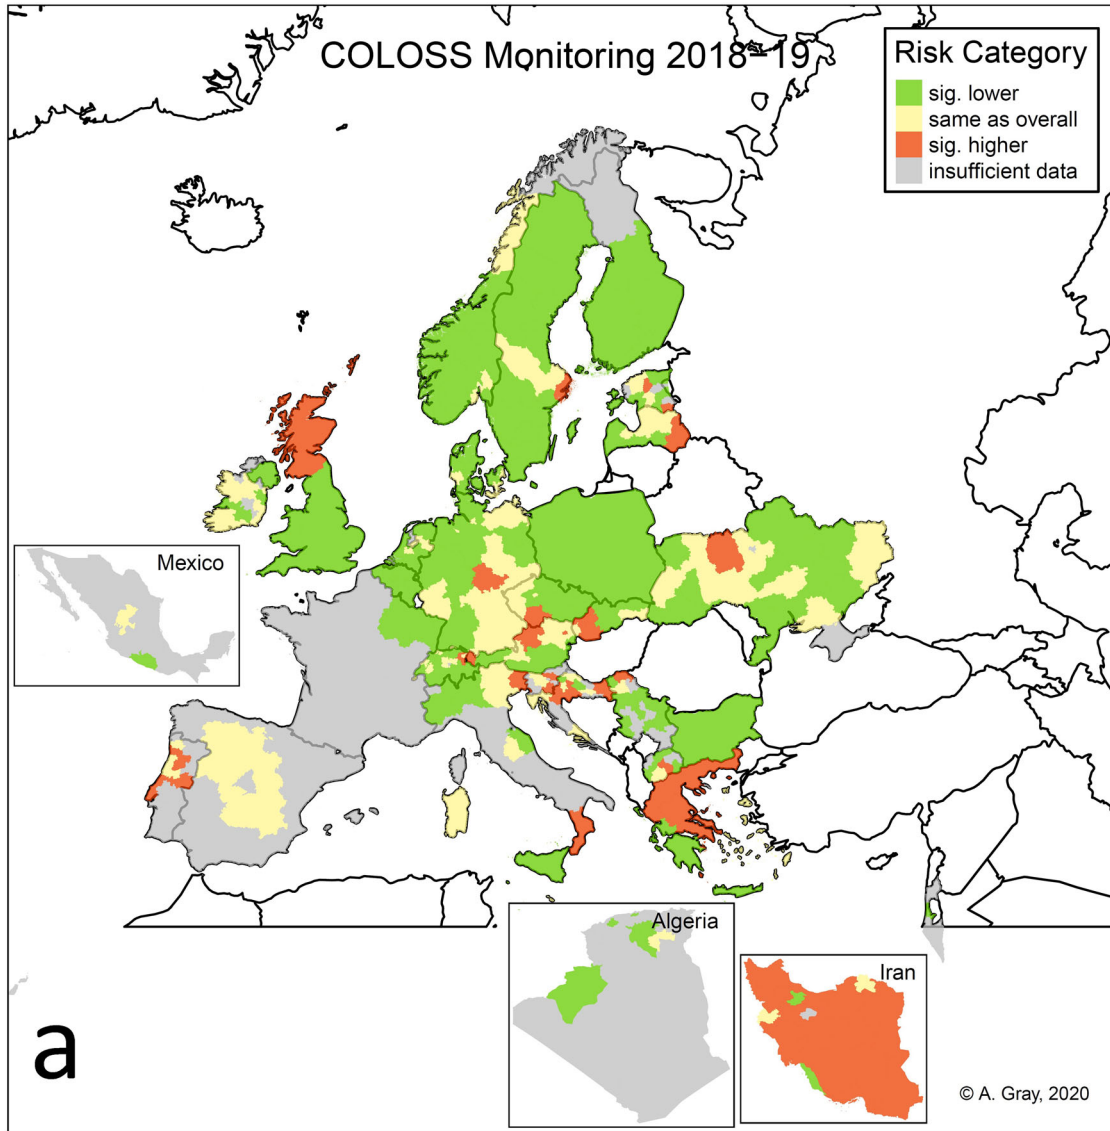 COLOSS Monitoring 2018–19
Risk Category
sig. lower
same as overall
sig. higher
insufficient data
Mexico
Algeria
Iran
a
© A. Gray, 2020